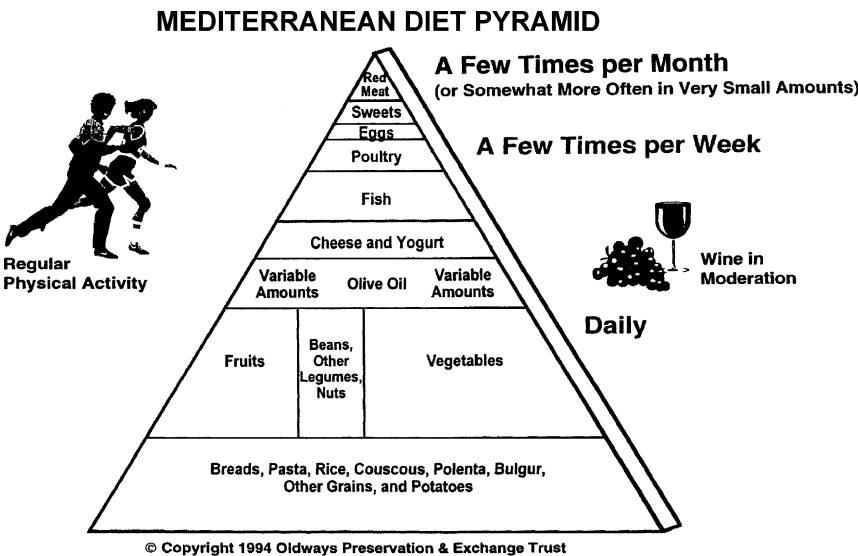 MEDITERRANEAN DIET PYRAMID
Red
Meat
A Few Times per Month
(or Somewhat More Often in Very Small Amounts)
Sweets
Eggs
Poultry
A Few Times per Week
Fish
Cheese and Yogurt
Regular
Physical Activity
Wine in
Moderation
Variable
Amounts
Olive Oil
Variable
Amounts
Daily
Fruits
Beans,
Other
Legumes,
Nuts
Vegetables
Breads, Pasta, Rice, Couscous, Polenta, Bulgur,
Other Grains, and Potatoes
© Copyright 1994 Oldways Preservation & Exchange Trust